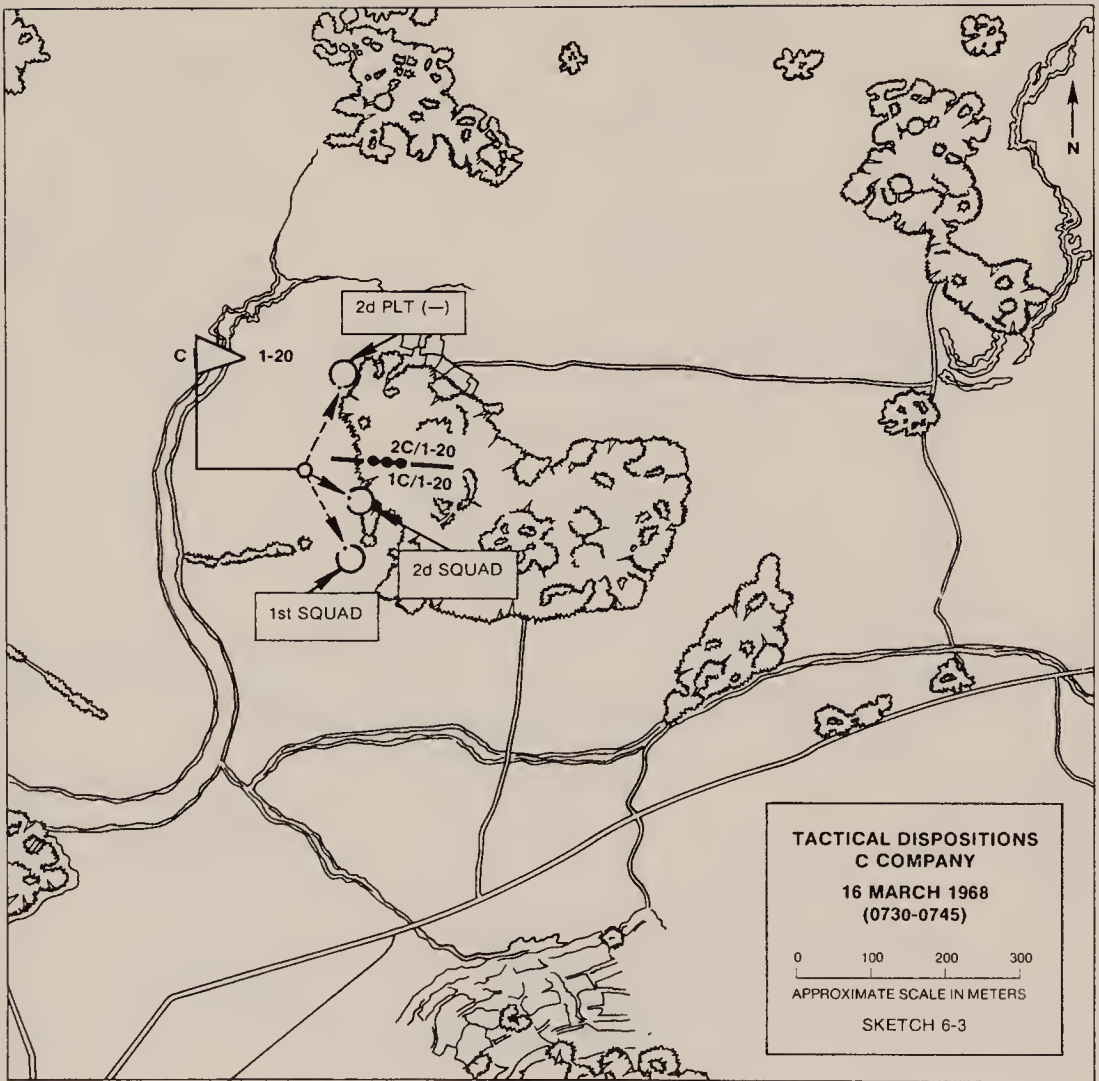 N
2d PLT (—)
C 1-20
2C/1-20
1C/1-20
2d SQUAD
1st SQUAD
TACTICAL DISPOSITIONS
C COMPANY
16 MARCH 1968
(0730-0745)
0 100 200 300
APPROXIMATE SCALE IN METERS
SKETCH 6-3